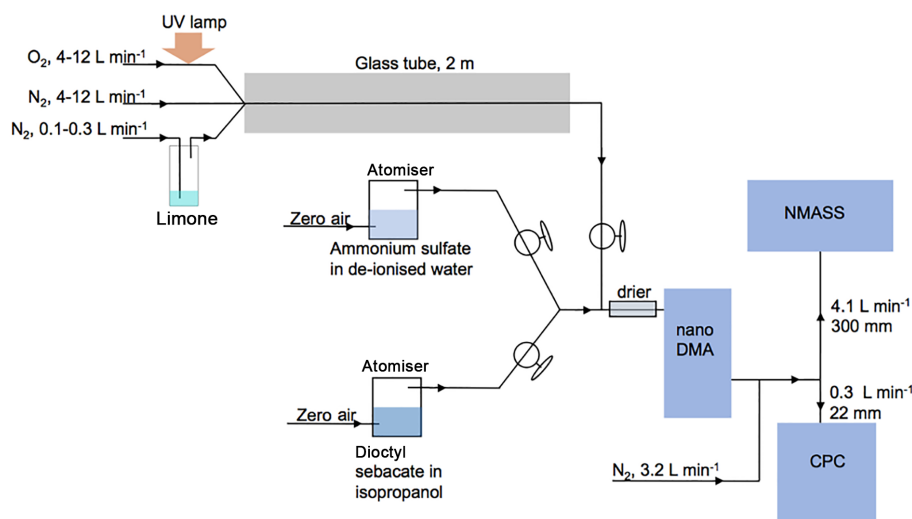 UV lamp
O₂, 4-12 L min⁻¹
Glass tube, 2 m
N₂, 4-12 L min⁻¹
N₂, 0.1-0.3 L min⁻¹
Limone
Atomiser
Zero air
Ammonium sulfate
in de-ionised water
NMASS
drier
nano
DMA
4.1 L min⁻¹
300 mm
Atomiser
Zero air
Dioctyl
sebacate in
isopropanol
0.3 L min⁻¹
22 mm
N₂, 3.2 L min⁻¹
CPC